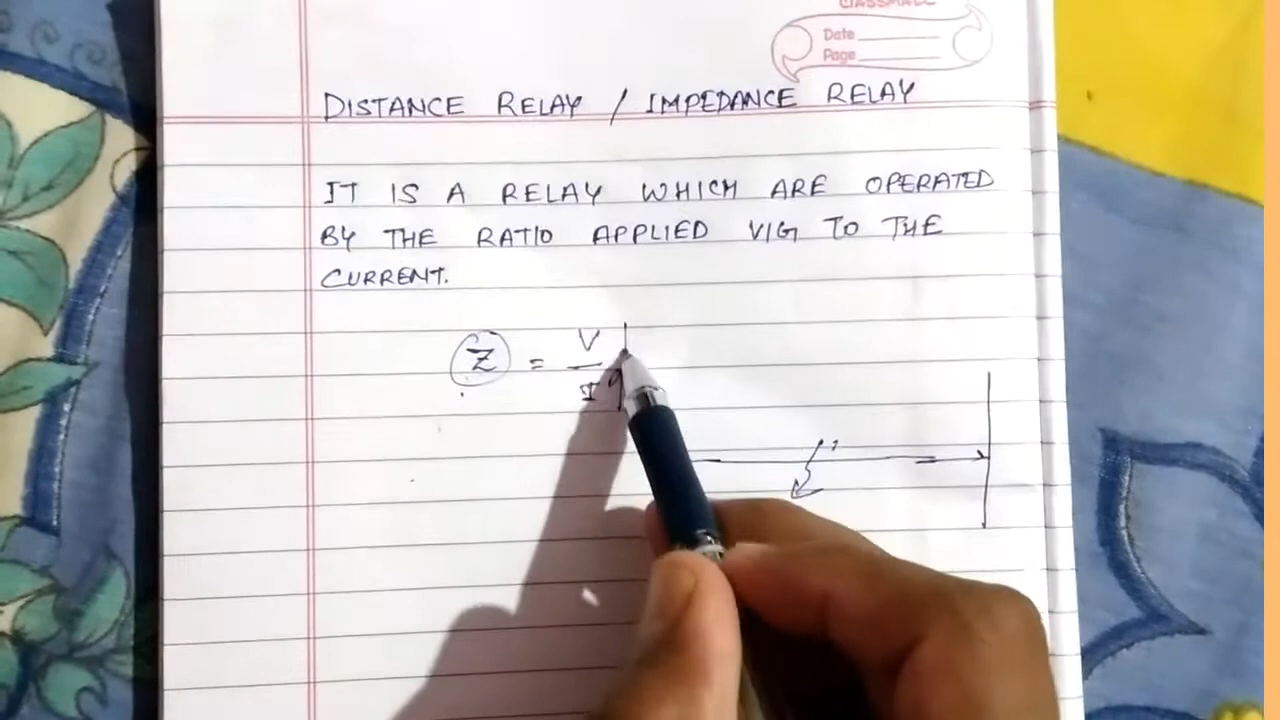 CLASSMATE
Date
Page
DISTANCE RELAY / IMPEDANCE RELAY
IT IS A RELAY WHICH ARE OPERATED
BY THE RATIO APPLIED V/G TO THE
CURRENT.
Z = V / I